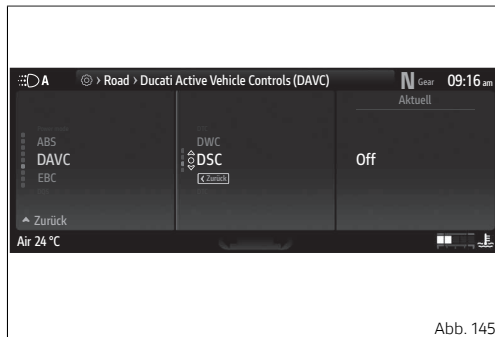 A
> Road > Ducati Active Vehicle Controls (DAVC)
N Gear
09:16 am
ABS
DAVC
EBC
Zurück
DWC
DSC
Zurück
Aktuell
Off
Air 24 °C
Abb. 145